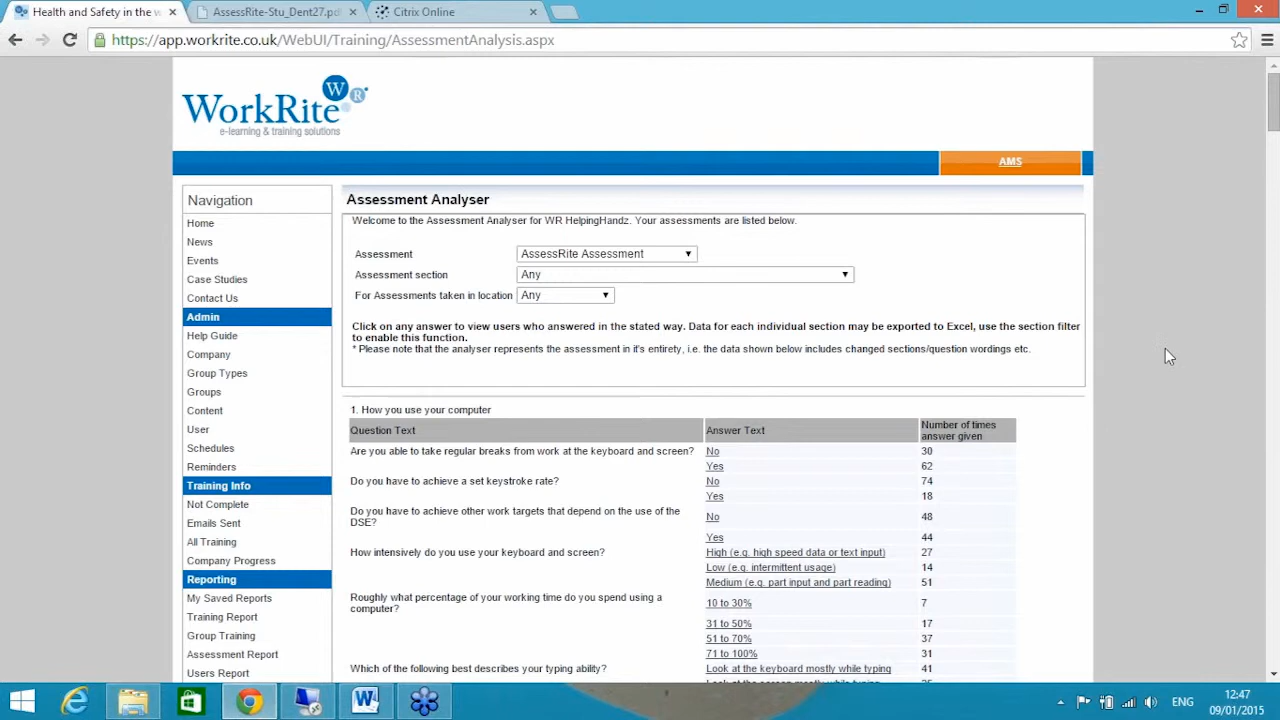 Health and Safety in the w
AssessRite-Stu_Dent27.pd
Citrix Online
https://app.workrite.co.uk/WebUI/Training/AssessmentAnalysis.aspx
WorkRite
W
R
e-learning & training solutions
AMS
Navigation
Home
News
Events
Case Studies
Contact Us
Admin
Help Guide
Company
Group Types
Groups
Content
User
Schedules
Reminders
Training Info
Not Complete
Emails Sent
All Training
Company Progress
Reporting
My Saved Reports
Training Report
Group Training
Assessment Report
Users Report
Assessment Analyser
Welcome to the Assessment Analyser for WR HelpingHandz. Your assessments are listed below.
Assessment AssessRite Assessment
Assessment section Any
For Assessments taken in location Any
Click on any answer to view users who answered in the stated way. Data for each individual section may be exported to Excel, use the section filter
to enable this function.
* Please note that the analyser represents the assessment in it's entirety, i.e. the data shown below includes changed sections/question wordings etc.
1. How you use your computer
Question Text Answer Text Number of times
answer given
Are you able to take regular breaks from work at the keyboard and screen? No 30
Yes 62
Do you have to achieve a set keystroke rate? No 74
Yes 18
Do you have to achieve other work targets that depend on the use of the
DSE? No 48
Yes 44
How intensively do you use your keyboard and screen? High (e.g. high speed data or text input) 27
Low (e.g. intermittent usage) 14
Medium (e.g. part input and part reading) 51
Roughly what percentage of your working time do you spend using a
computer? 10 to 30% 7
31 to 50% 17
51 to 70% 37
71 to 100% 31
Which of the following best describes your typing ability? Look at the keyboard mostly while typing 41
ENG
12:47
09/01/2015